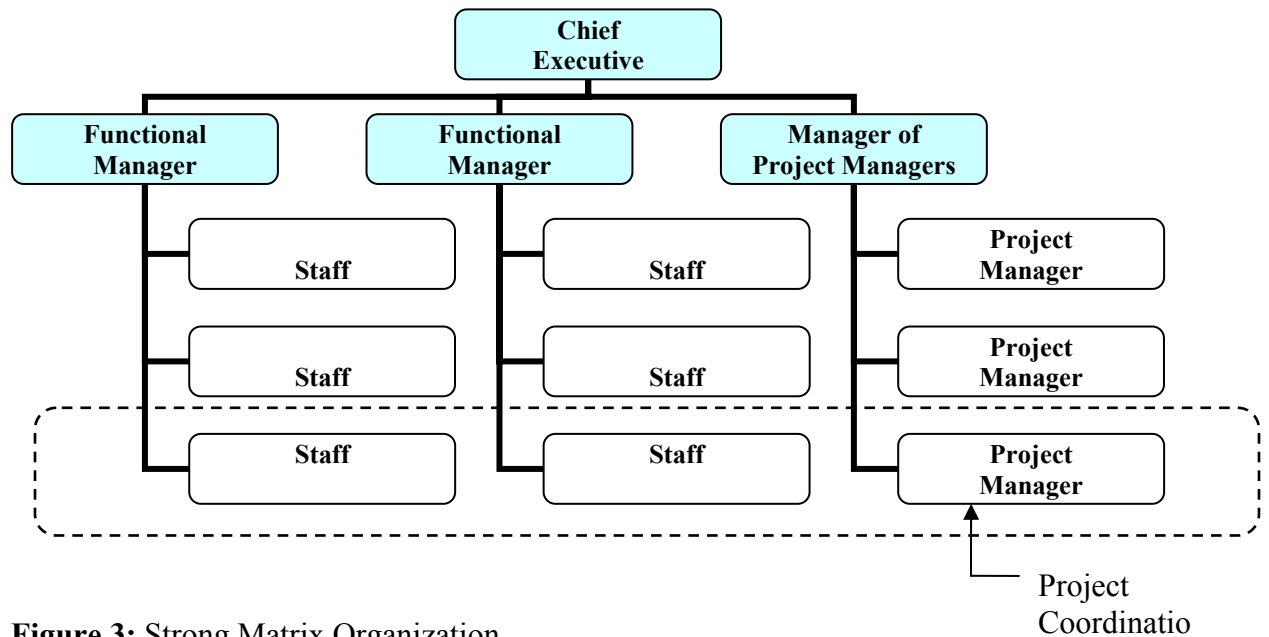 Chief
Executive
Functional
Manager
Functional
Manager
Manager of
Project Managers
Staff
Staff
Project
Manager
Staff
Staff
Project
Manager
Staff
Staff
Project
Manager
Project
Coordinatio
Figure 3: Strong Matrix Organization